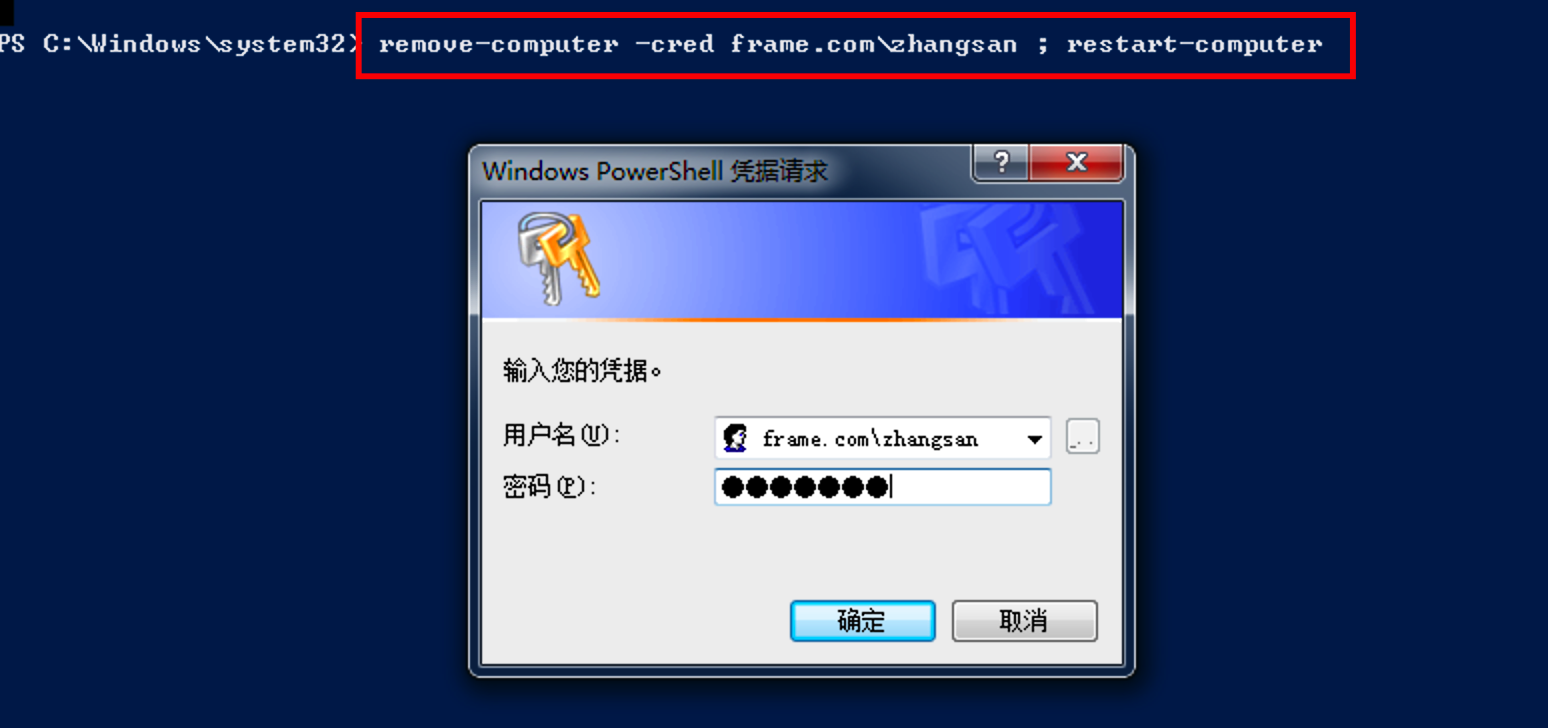 PS C:\Windows\system32> remove-computer -cred frame.com\zhangsan ; restart-computer
Windows PowerShell 凭据请求
?
X
输入您的凭据。
用户名(U): frame.com\zhangsan
...
密码(P): ●●●●●●●
确定 取消